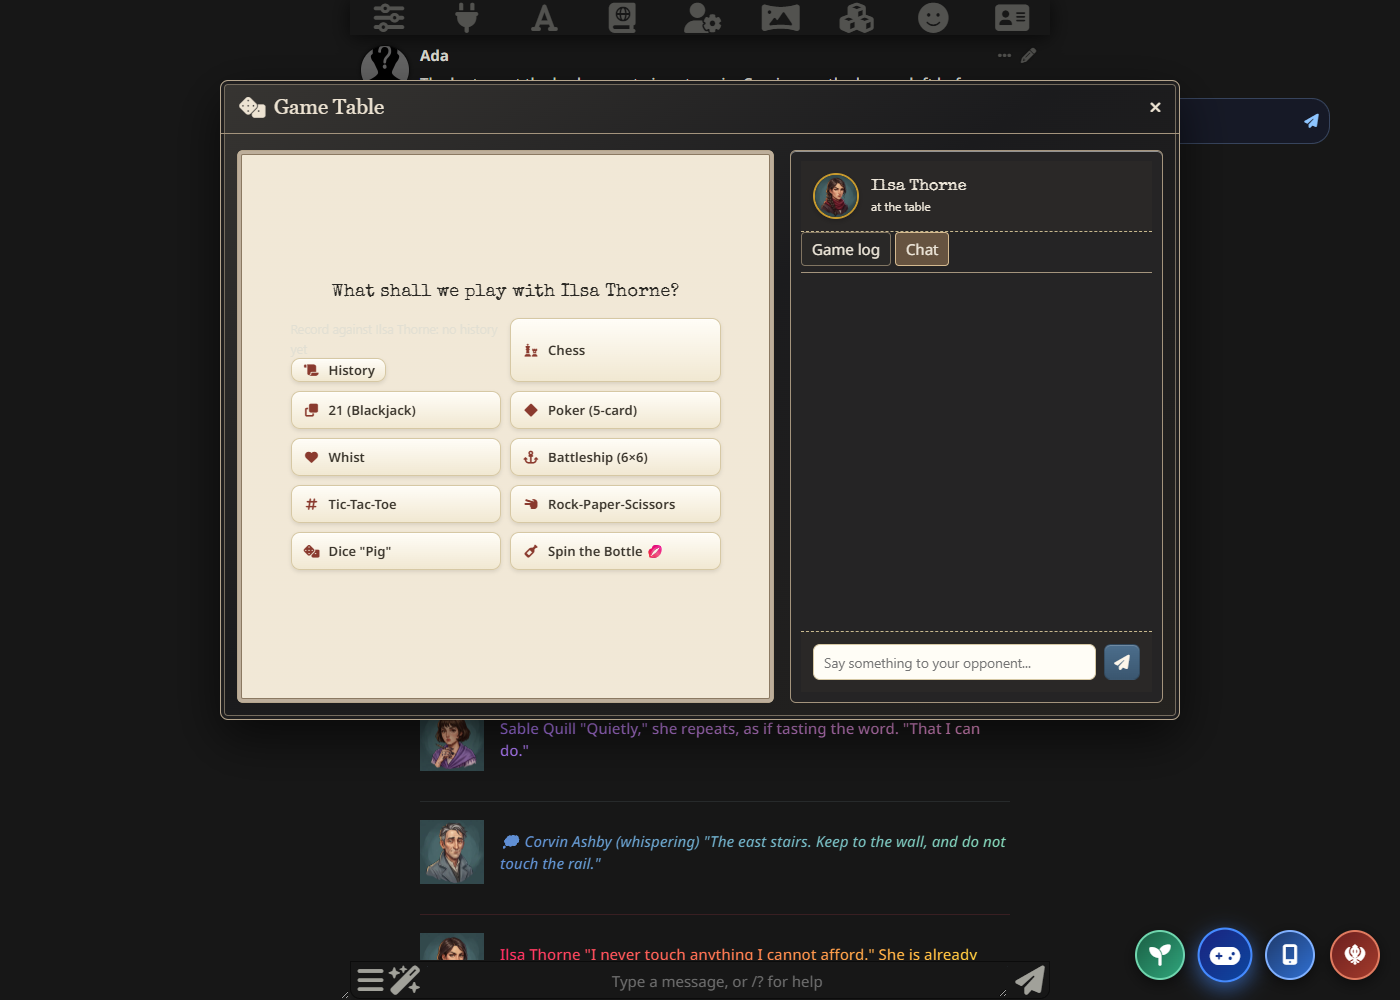 Ada
Game Table
What shall we play with Ilsa Thorne?
Record against Ilsa Thorne: no history
yet.
History
Chess
21 (Blackjack)
Poker (5-card)
Whist
Battleship (6×6)
Tic-Tac-Toe
Rock-Paper-Scissors
Dice "Pig"
Spin the Bottle 💋
Ilsa Thorne
at the table
Game log
Chat
Say something to your opponent...
Sable Quill "Quietly," she repeats, as if tasting the word. "That I can
do."
💭 Corvin Ashby (whispering) "The east stairs. Keep to the wall, and do not
touch the rail."
Ilsa Thorne "I never touch anything I cannot afford." She is already
Type a message, or /? for help